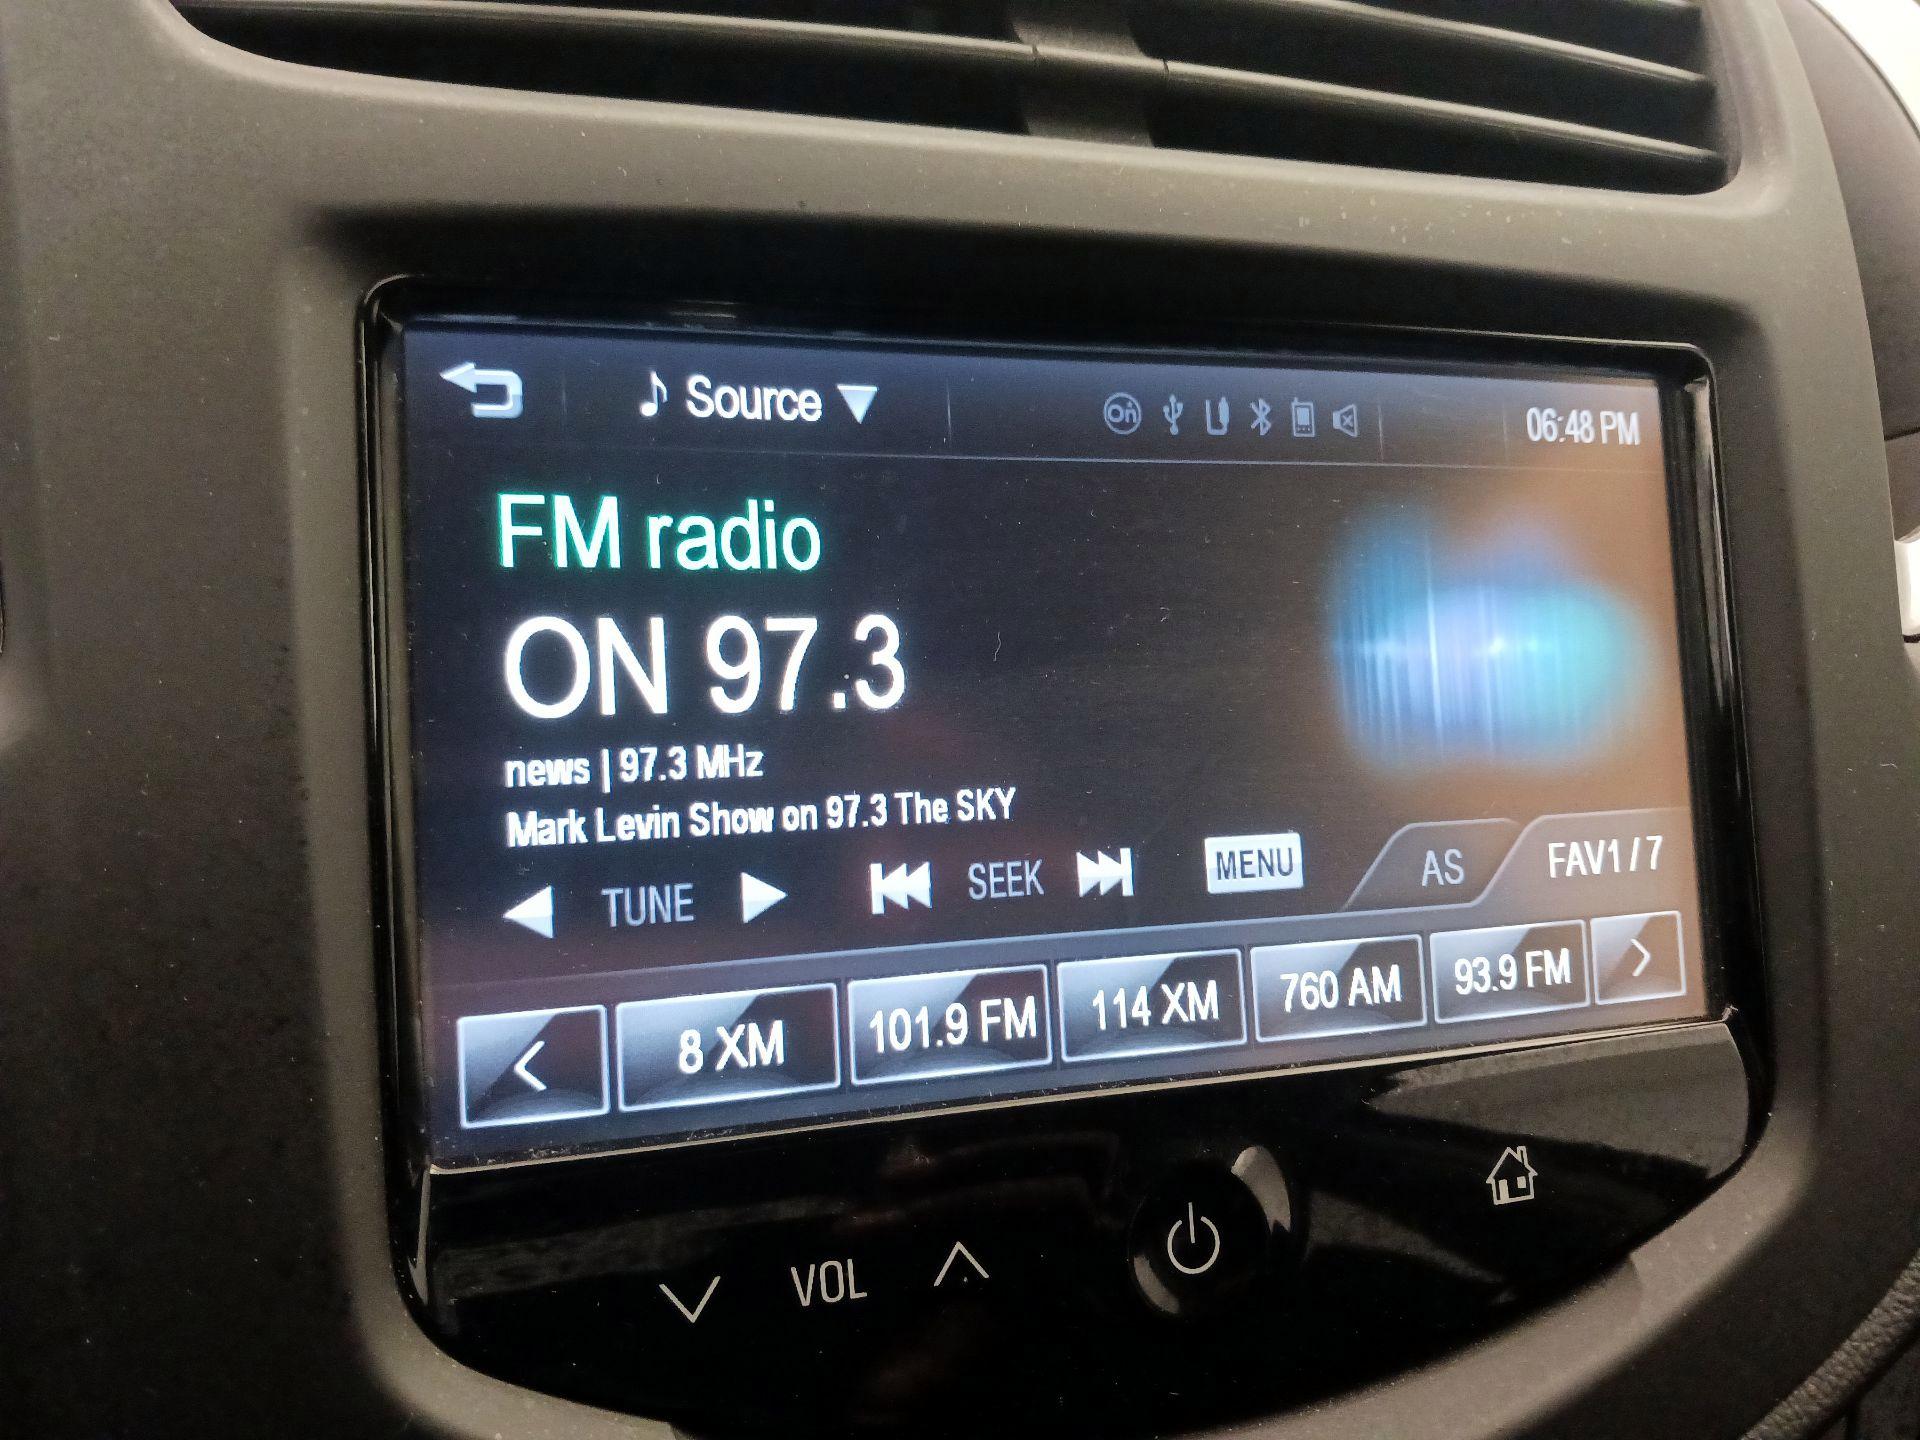 Source
06:48 PM
FM radio
ON 97.3
news | 97.3 MHz
Mark Levin Show on 97.3 The SKY
TUNE
SEEK
MENU
AS
FAV1 / 7
8 XM
101.9 FM
114 XM
760 AM
93.9 FM
VOL